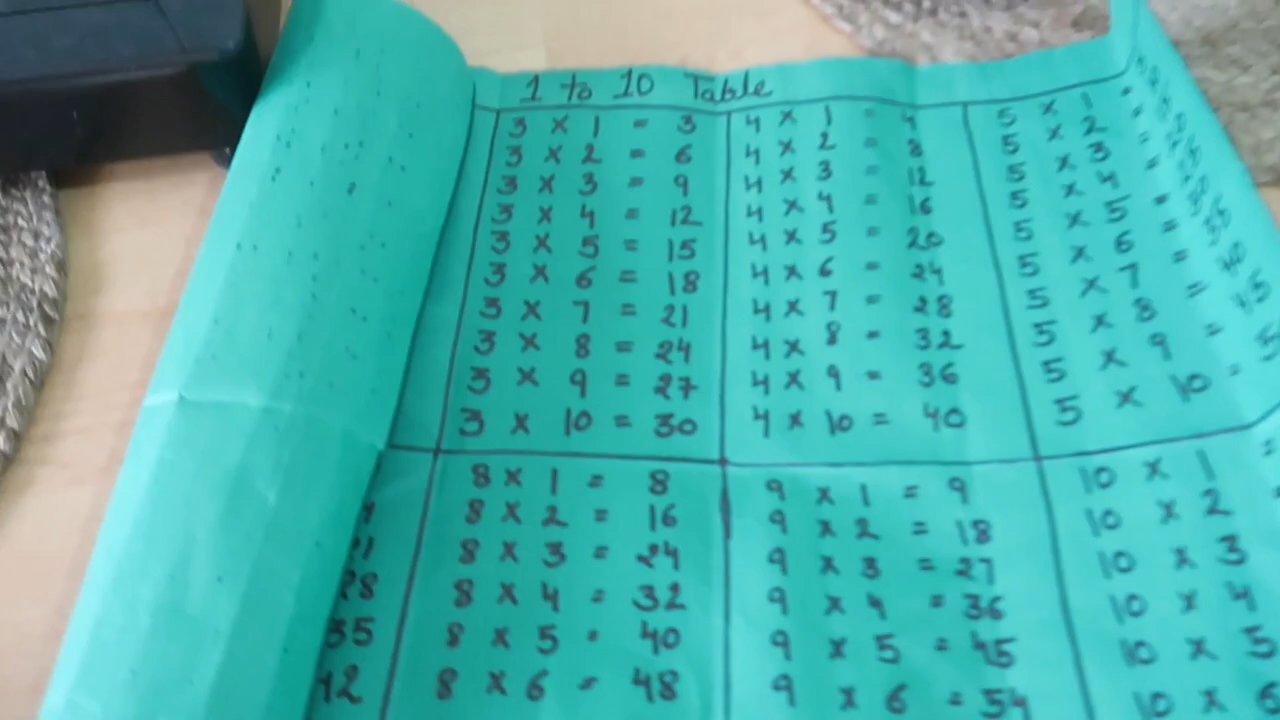 1 to 10 Table
3 × 1 = 3
3 × 2 = 6
3 × 3 = 9
3 × 4 = 12
3 × 5 = 15
3 × 6 = 18
3 × 7 = 21
3 × 8 = 24
3 × 9 = 27
3 × 10 = 30
4 × 1 = 4
4 × 2 = 8
4 × 3 = 12
4 × 4 = 16
4 × 5 = 20
4 × 6 = 24
4 × 7 = 28
4 × 8 = 32
4 × 9 = 36
4 × 10 = 40
5 × 1 =
5 × 2 =
5 × 3 =
5 × 4 =
5 × 5 =
5 × 6 = 30
5 × 7 = 35
5 × 8 = 40
5 × 9 = 45
5 × 10 =
28
35
42
8 × 1 = 8
8 × 2 = 16
8 × 3 = 24
8 × 4 = 32
8 × 5 = 40
8 × 6 = 48
9 × 1 = 9
9 × 2 = 18
9 × 3 = 27
9 × 4 = 36
9 × 5 = 45
9 × 6 = 54
10 × 1 =
10 × 2
10 × 3
10 × 4
10 × 5
10 × 6